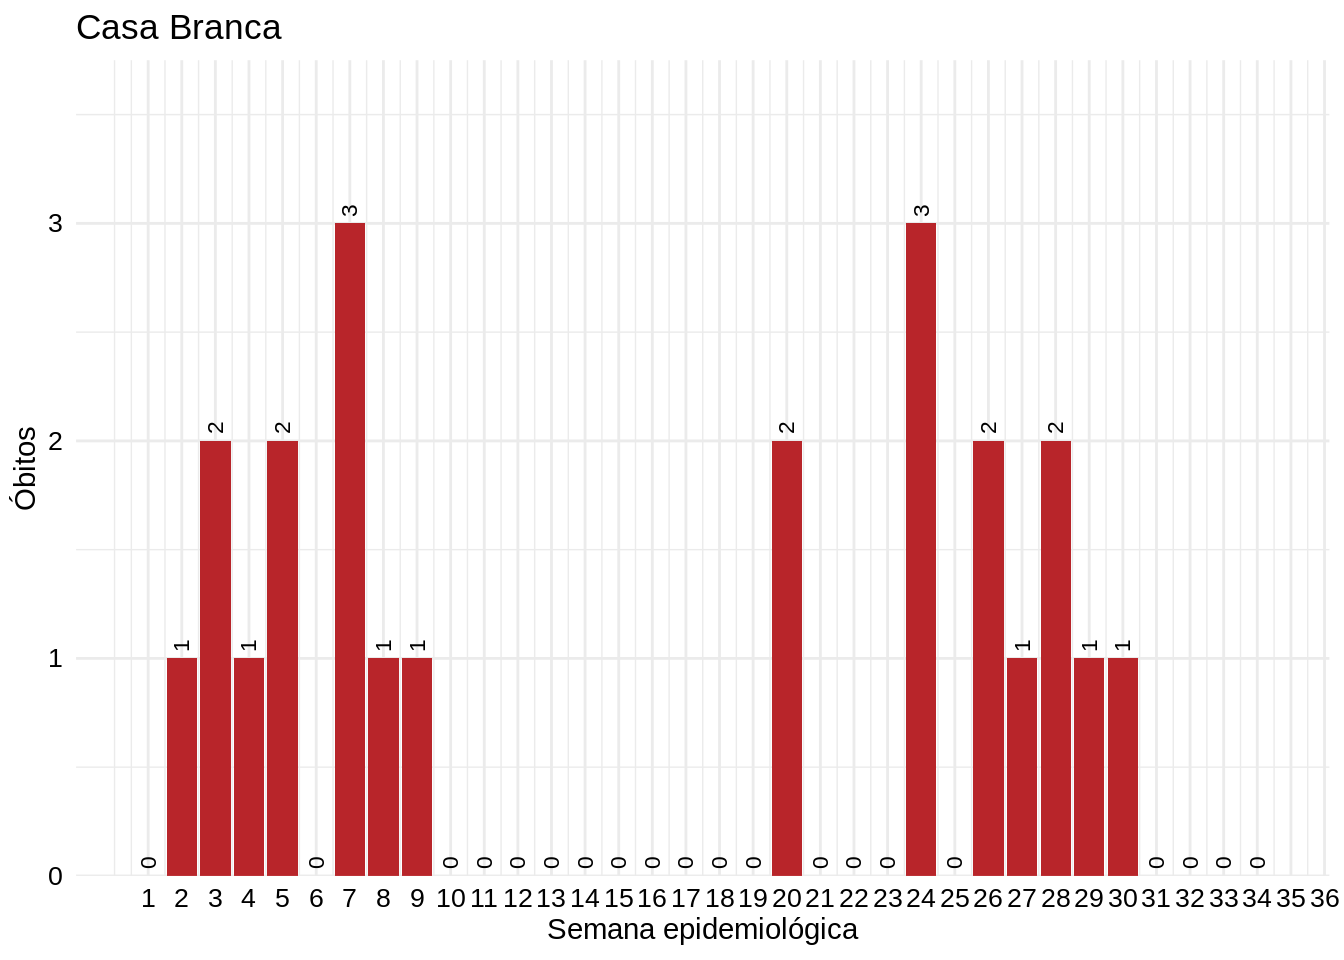 Casa Branca
Óbitos
3
2
1
0
0 1 2 1 2 0 3 1 1 0 0 0 0 0 0 0 0 0 0 2 0 0 0 3 0 2 1 2 1 1 0 0 0 0
1 2 3 4 5 6 7 8 9 10 11 12 13 14 15 16 17 18 19 20 21 22 23 24 25 26 27 28 29 30 31 32 33 34 35 36
Semana epidemiológica